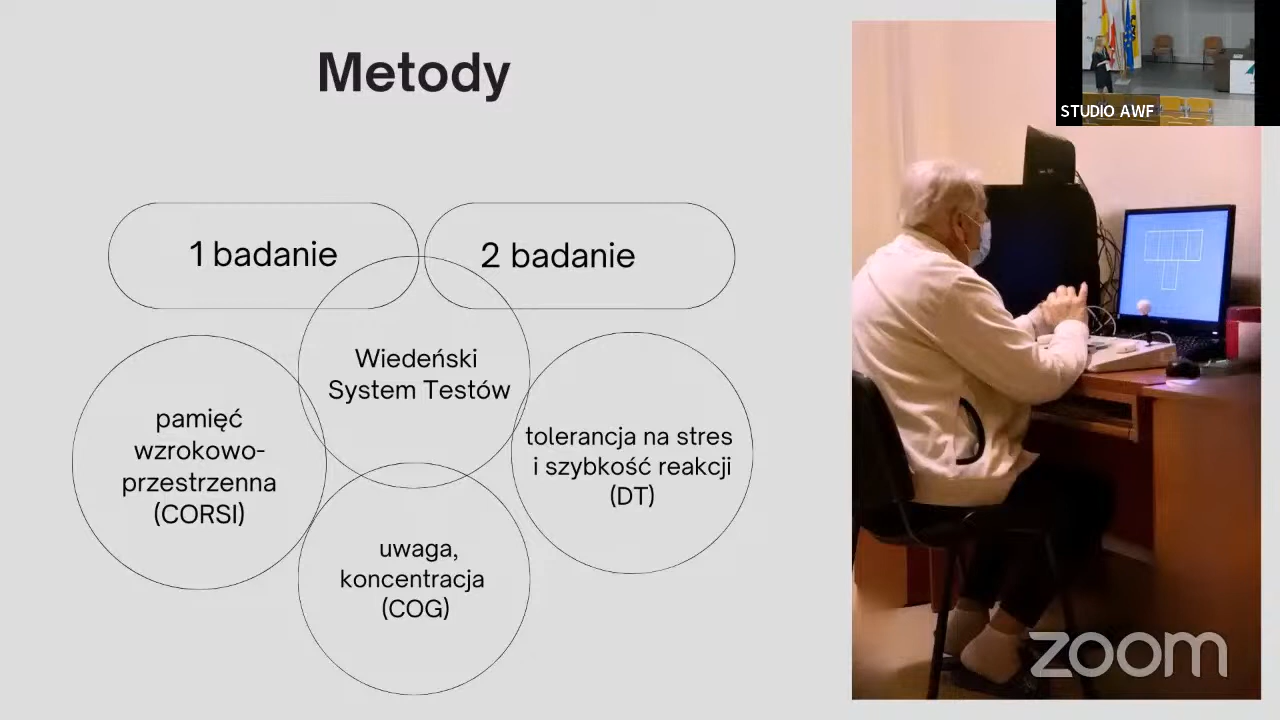 Metody
STUDIO AWF
1 badanie
2 badanie
Wiedeński
System Testów
pamięć
wzrokowo-
przestrzenna
(CORSI)
tolerancja na stres
i szybkość reakcji
(DT)
uwaga,
koncentracja
(COG)
zoom